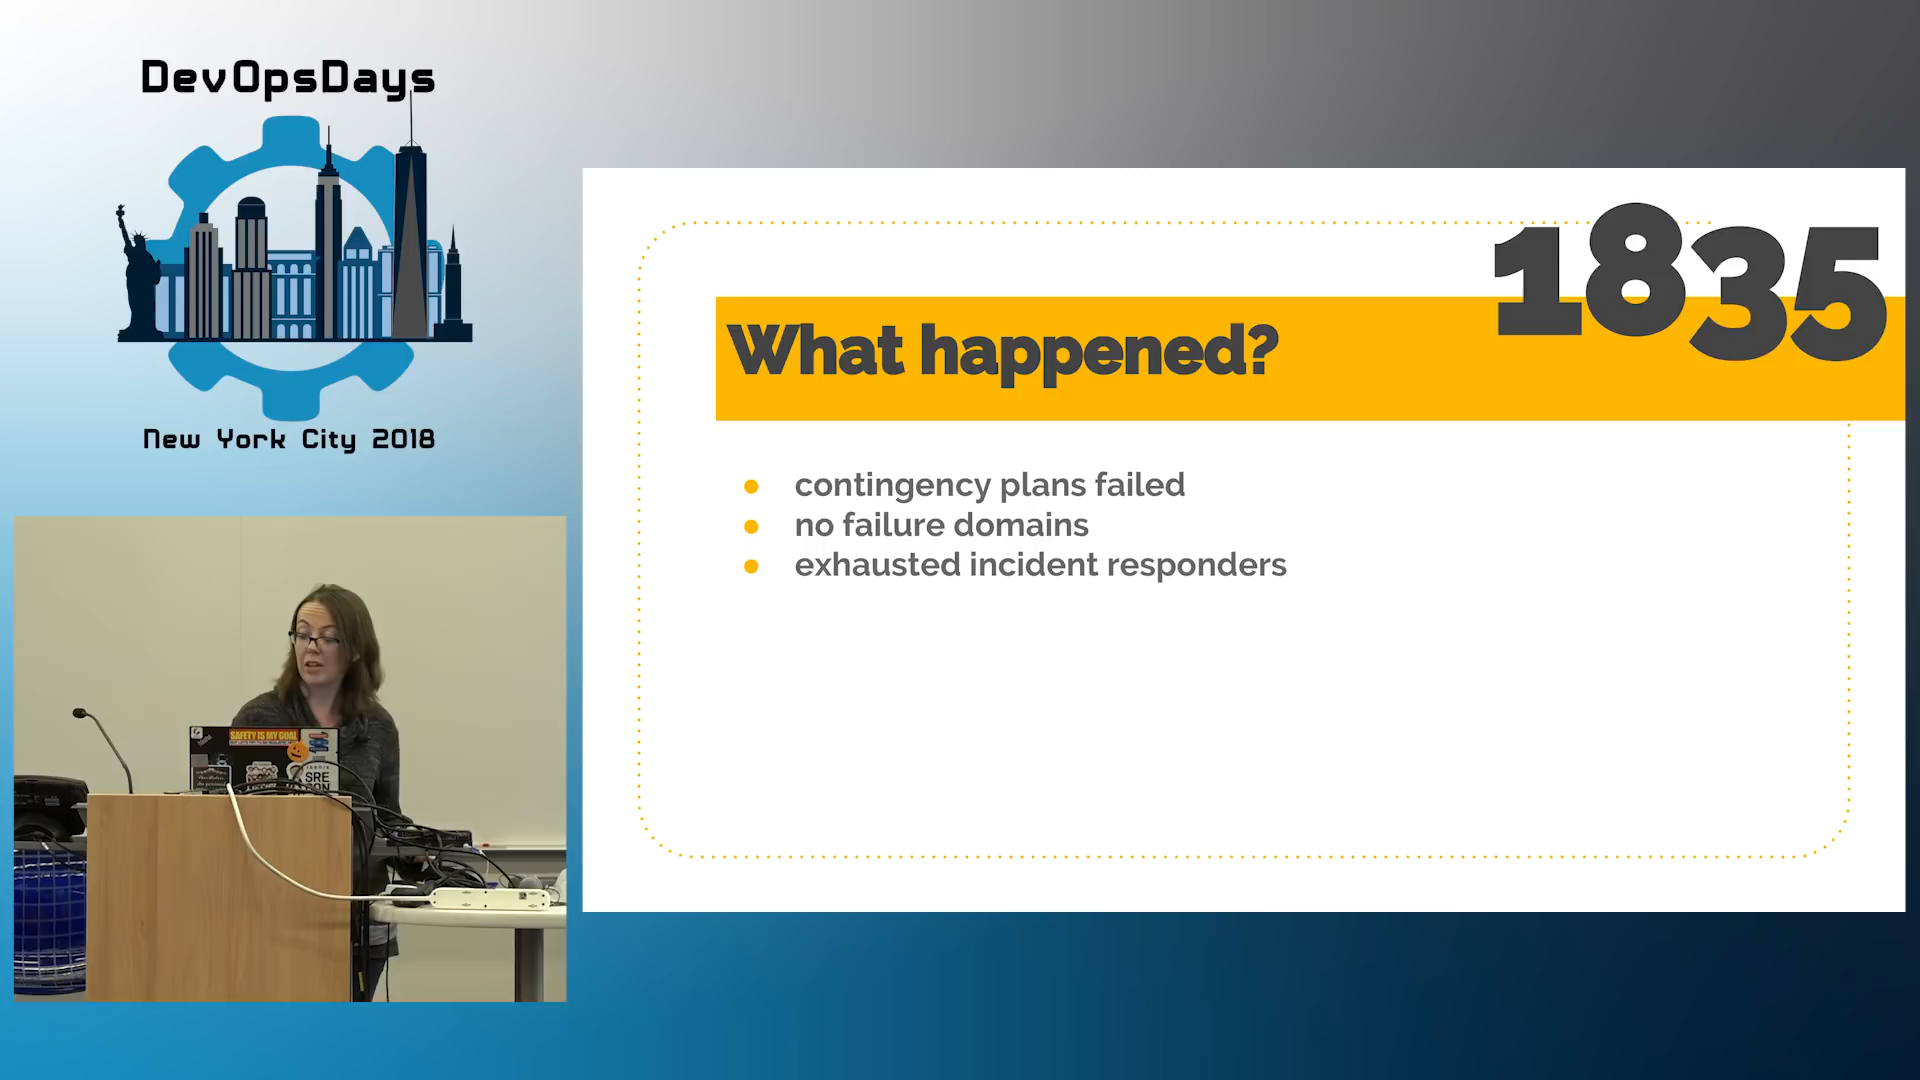 DevOpsDays
New York City 2018
1835
What happened?
● contingency plans failed
● no failure domains
● exhausted incident responders
SAFETY IS MY GOAL
SRE